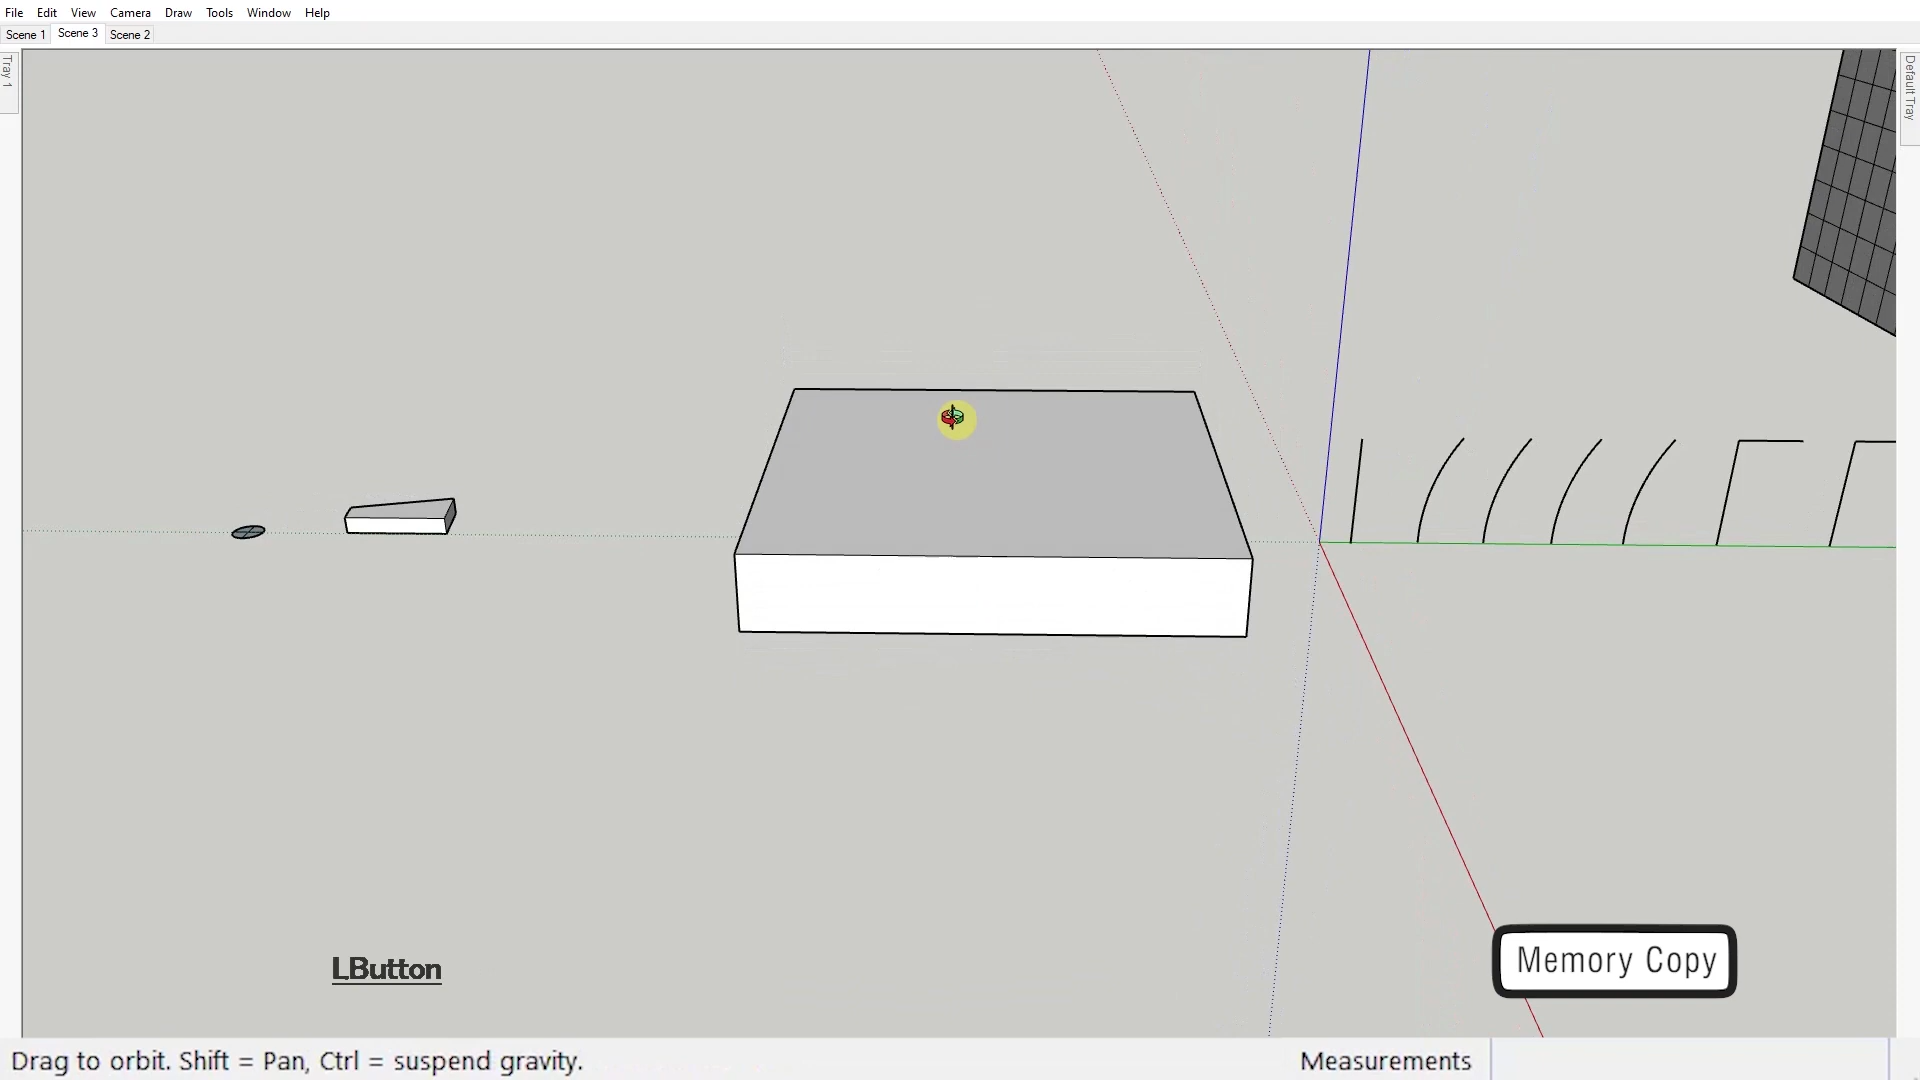 File Edit View Camera Draw Tools Window Help
Scene 1 Scene 3 Scene 2
Tray 1
Default Tray
LButton
Memory Copy
Drag to orbit. Shift = Pan, Ctrl = suspend gravity.
Measurements